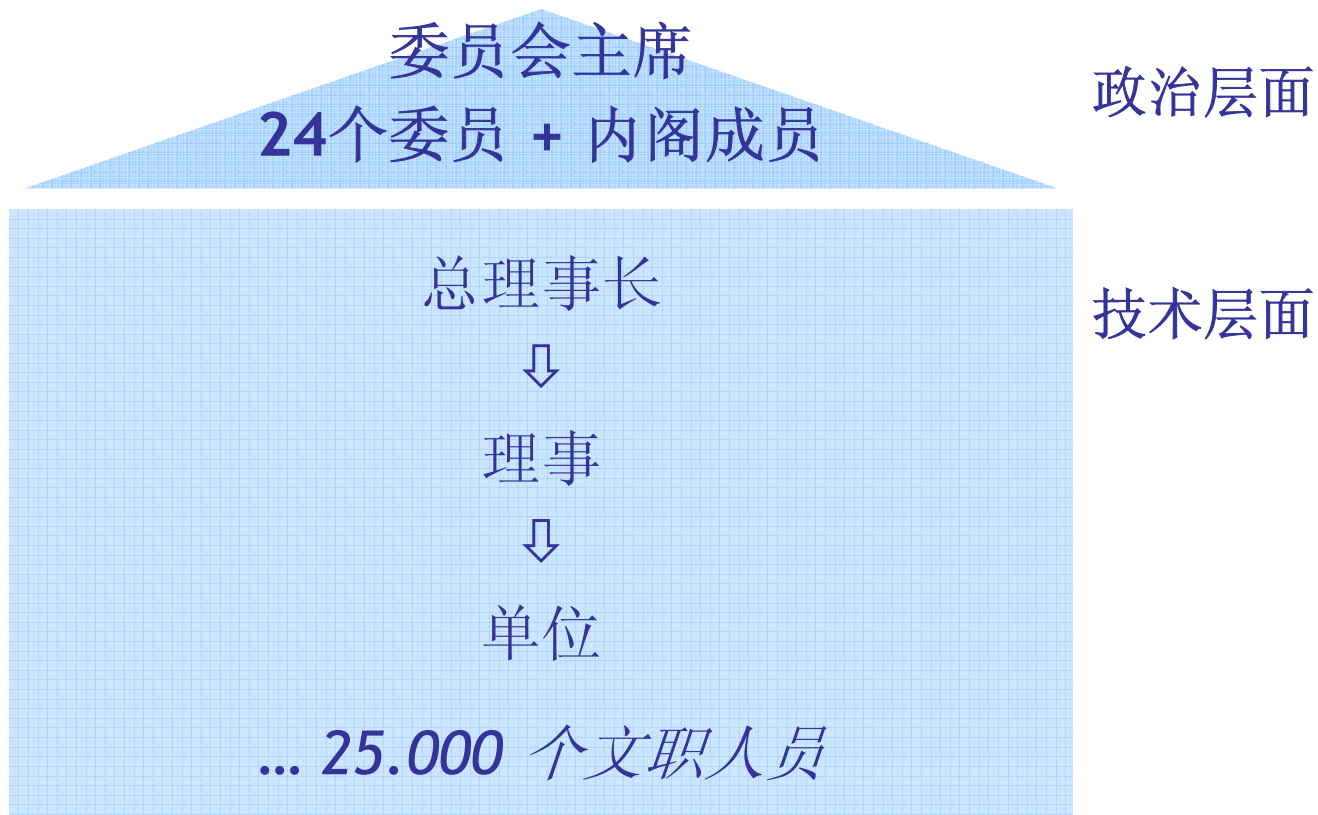 委员会主席
24个委员 + 内阁成员
政治层面
总理事长
技术层面
⇩
理事
⇩
单位
... 25.000 个文职人员